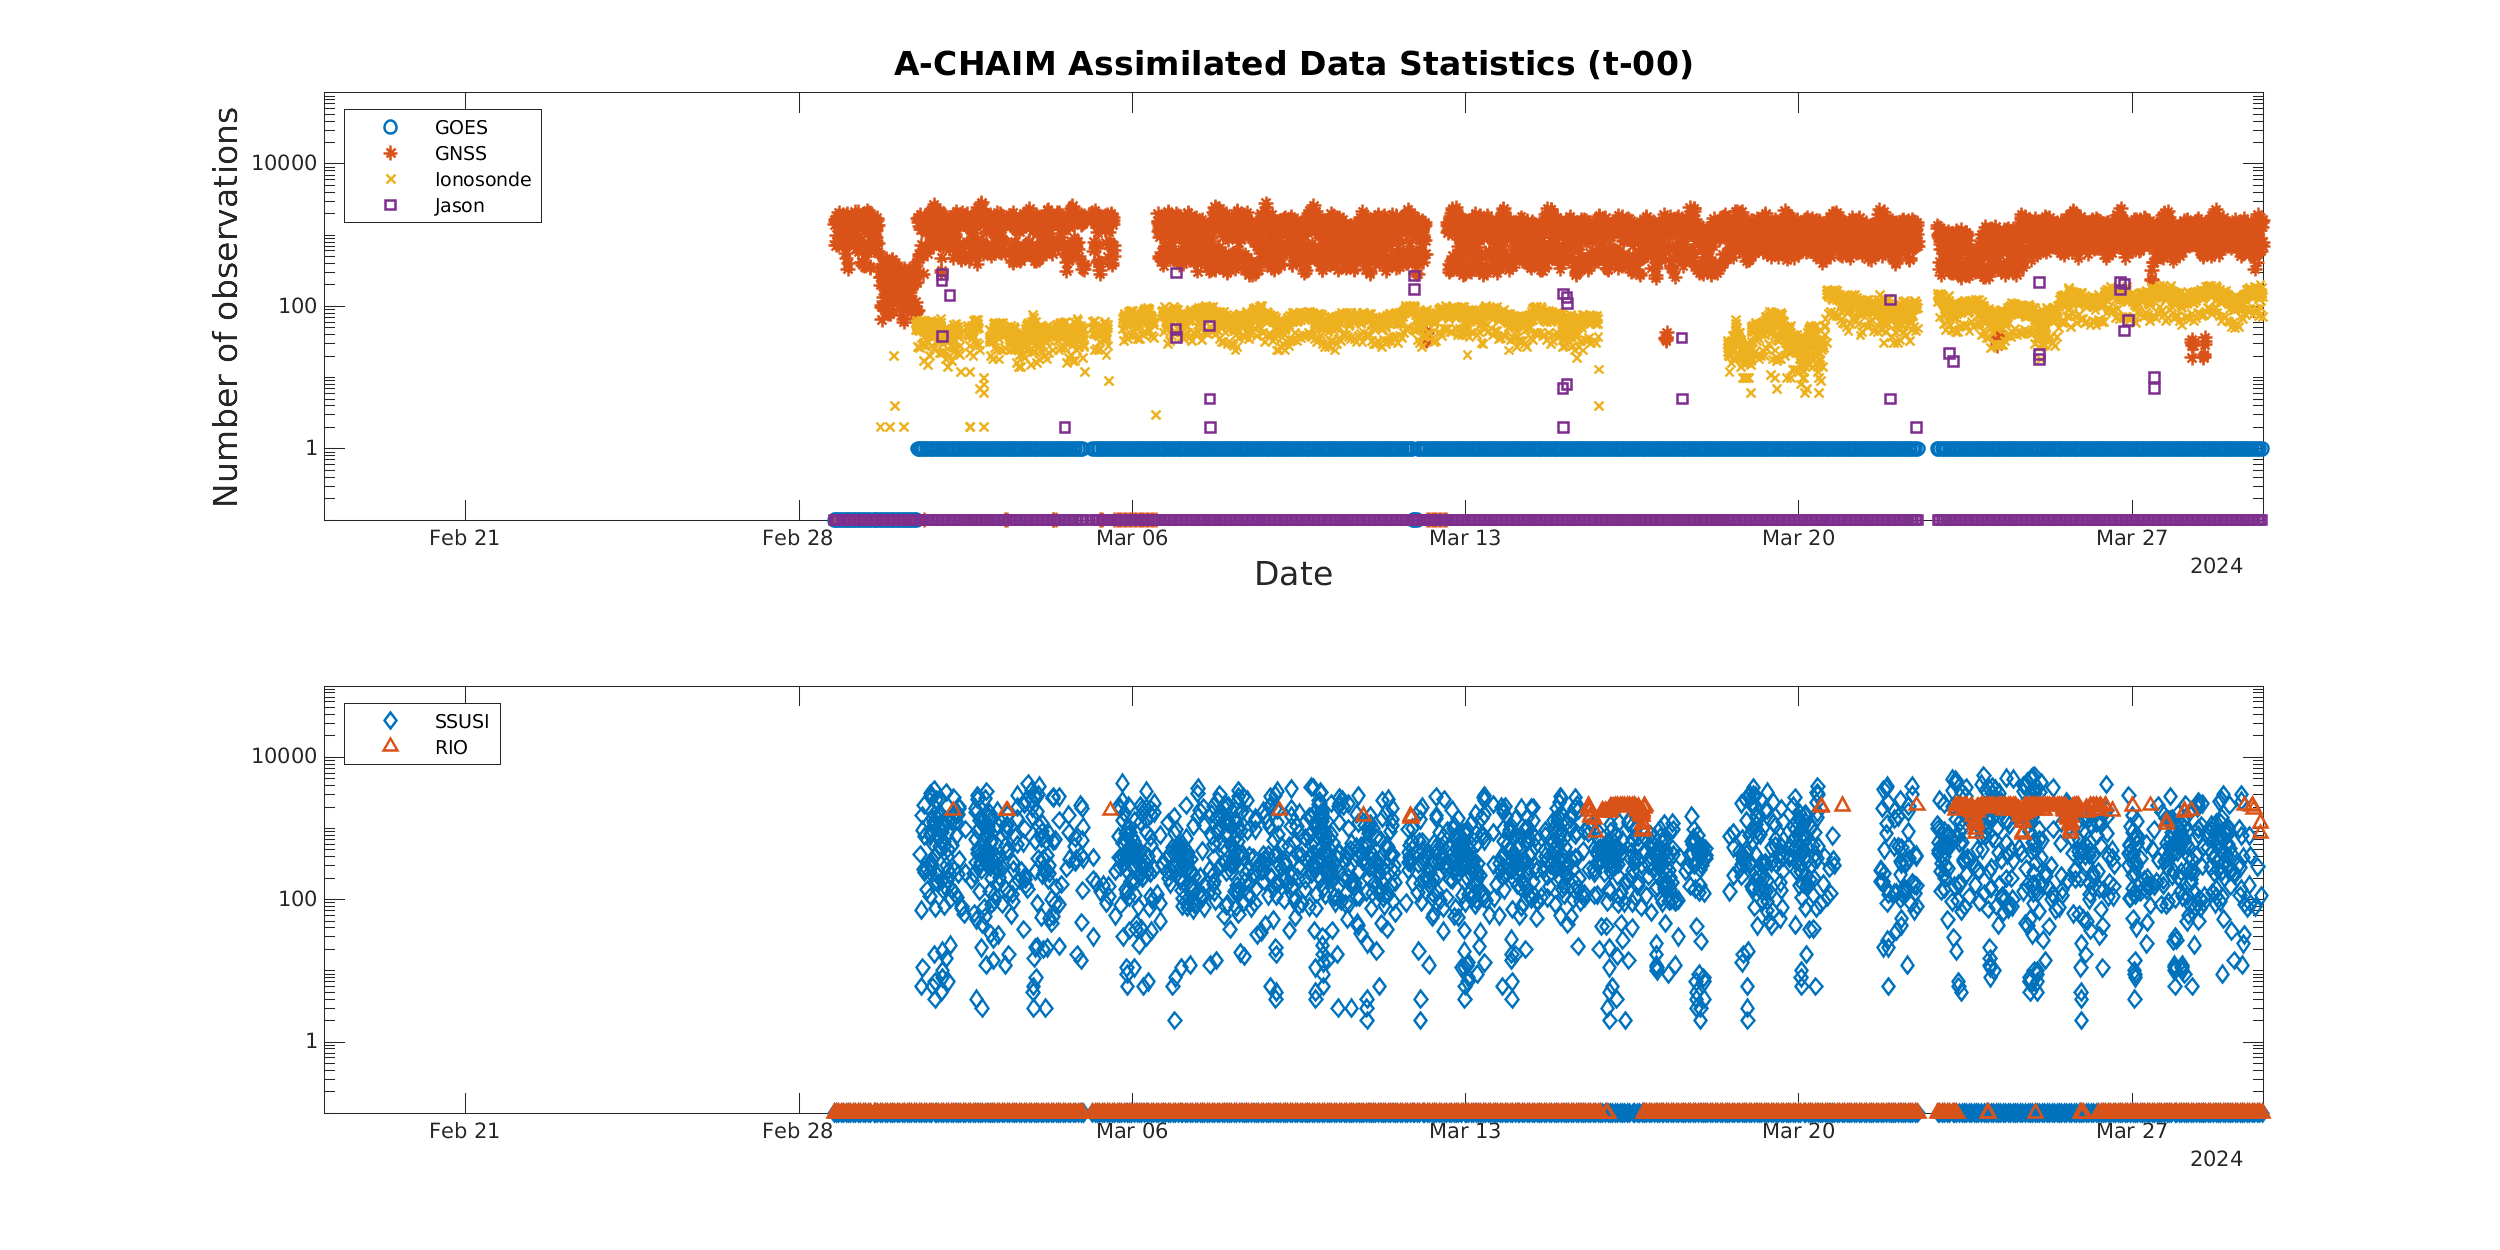 A-CHAIM Assimilated Data Statistics (t-00)
Number of observations
GOES
GNSS
Ionosonde
Jason
10000
100
1
Feb 21
Feb 28
Mar 06
Mar 13
Mar 20
Mar 27
2024
Date
SSUSI
RIO
10000
100
1
Feb 21
Feb 28
Mar 06
Mar 13
Mar 20
Mar 27
2024